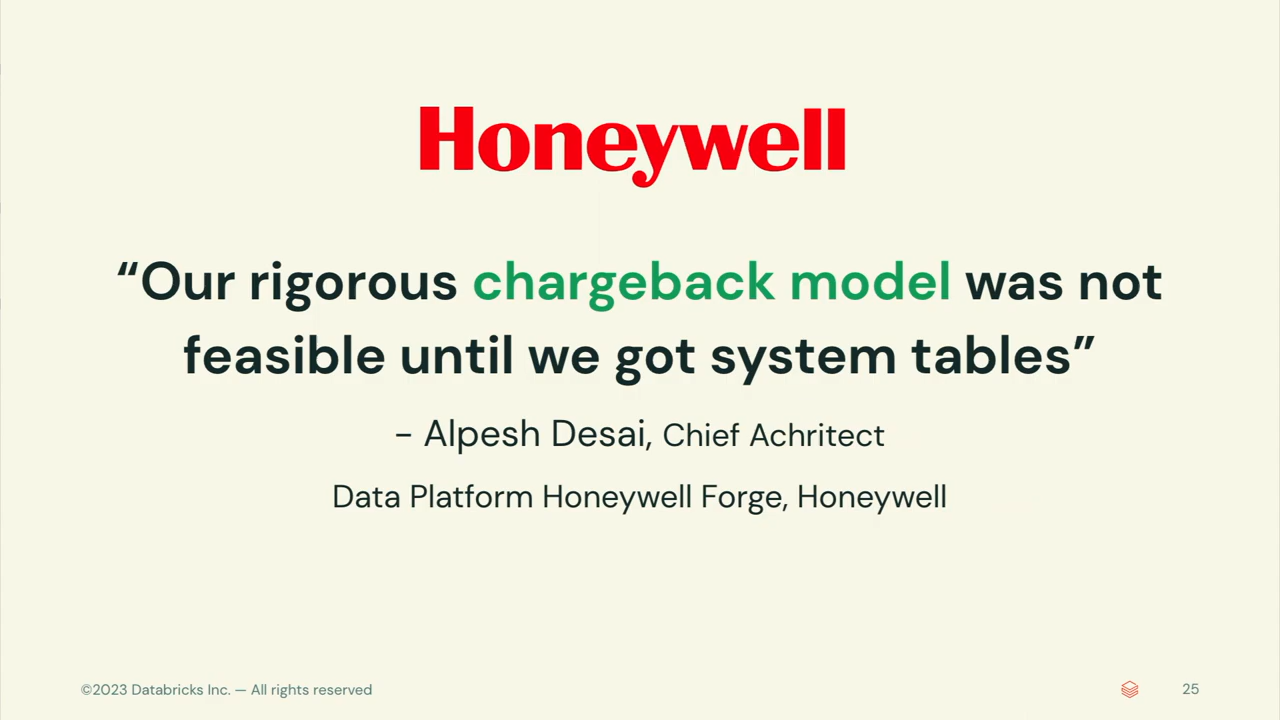 Honeywell
“Our rigorous chargeback model was not
feasible until we got system tables”
– Alpesh Desai, Chief Achritect
Data Platform Honeywell Forge, Honeywell
©2023 Databricks Inc. — All rights reserved
25